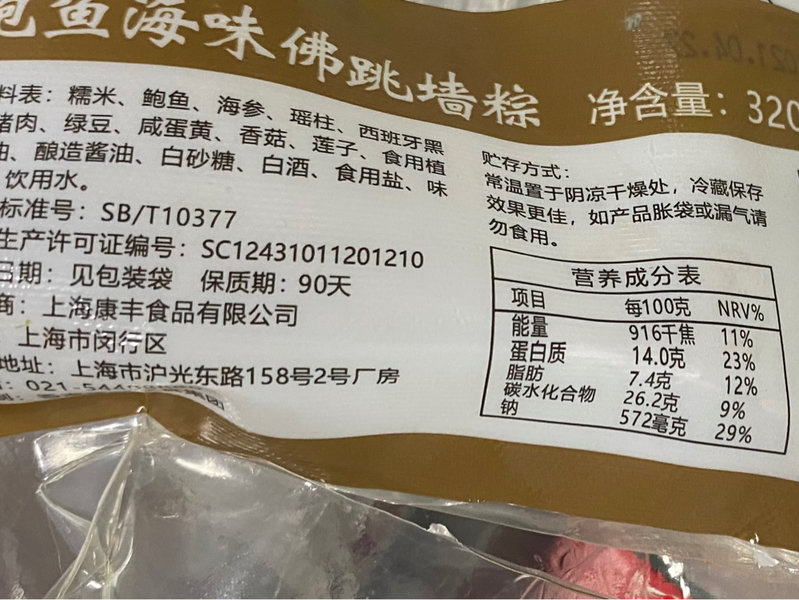 鲍鱼海味佛跳墙粽 净含量：320
2021.04.22
料表：糯米、鲍鱼、海参、瑶柱、西班牙黑
猪肉、绿豆、咸蛋黄、香菇、莲子、食用植
油、酿造酱油、白砂糖、白酒、食用盐、味
饮用水。
标准号：SB/T10377
生产许可证编号：SC12431011201210
日期：见包装袋 保质期：90天
商：上海康丰食品有限公司
上海市闵行区
地址：上海市沪光东路158号2号厂房
021-544
贮存方式：
常温置于阴凉干燥处，冷藏保存
效果更佳，如产品胀袋或漏气请
勿食用。
营养成分表
项目 每100克 NRV%
能量 916千焦 11%
蛋白质 14.0克 23%
脂肪 7.4克 12%
碳水化合物 26.2克 9%
钠 572毫克 29%